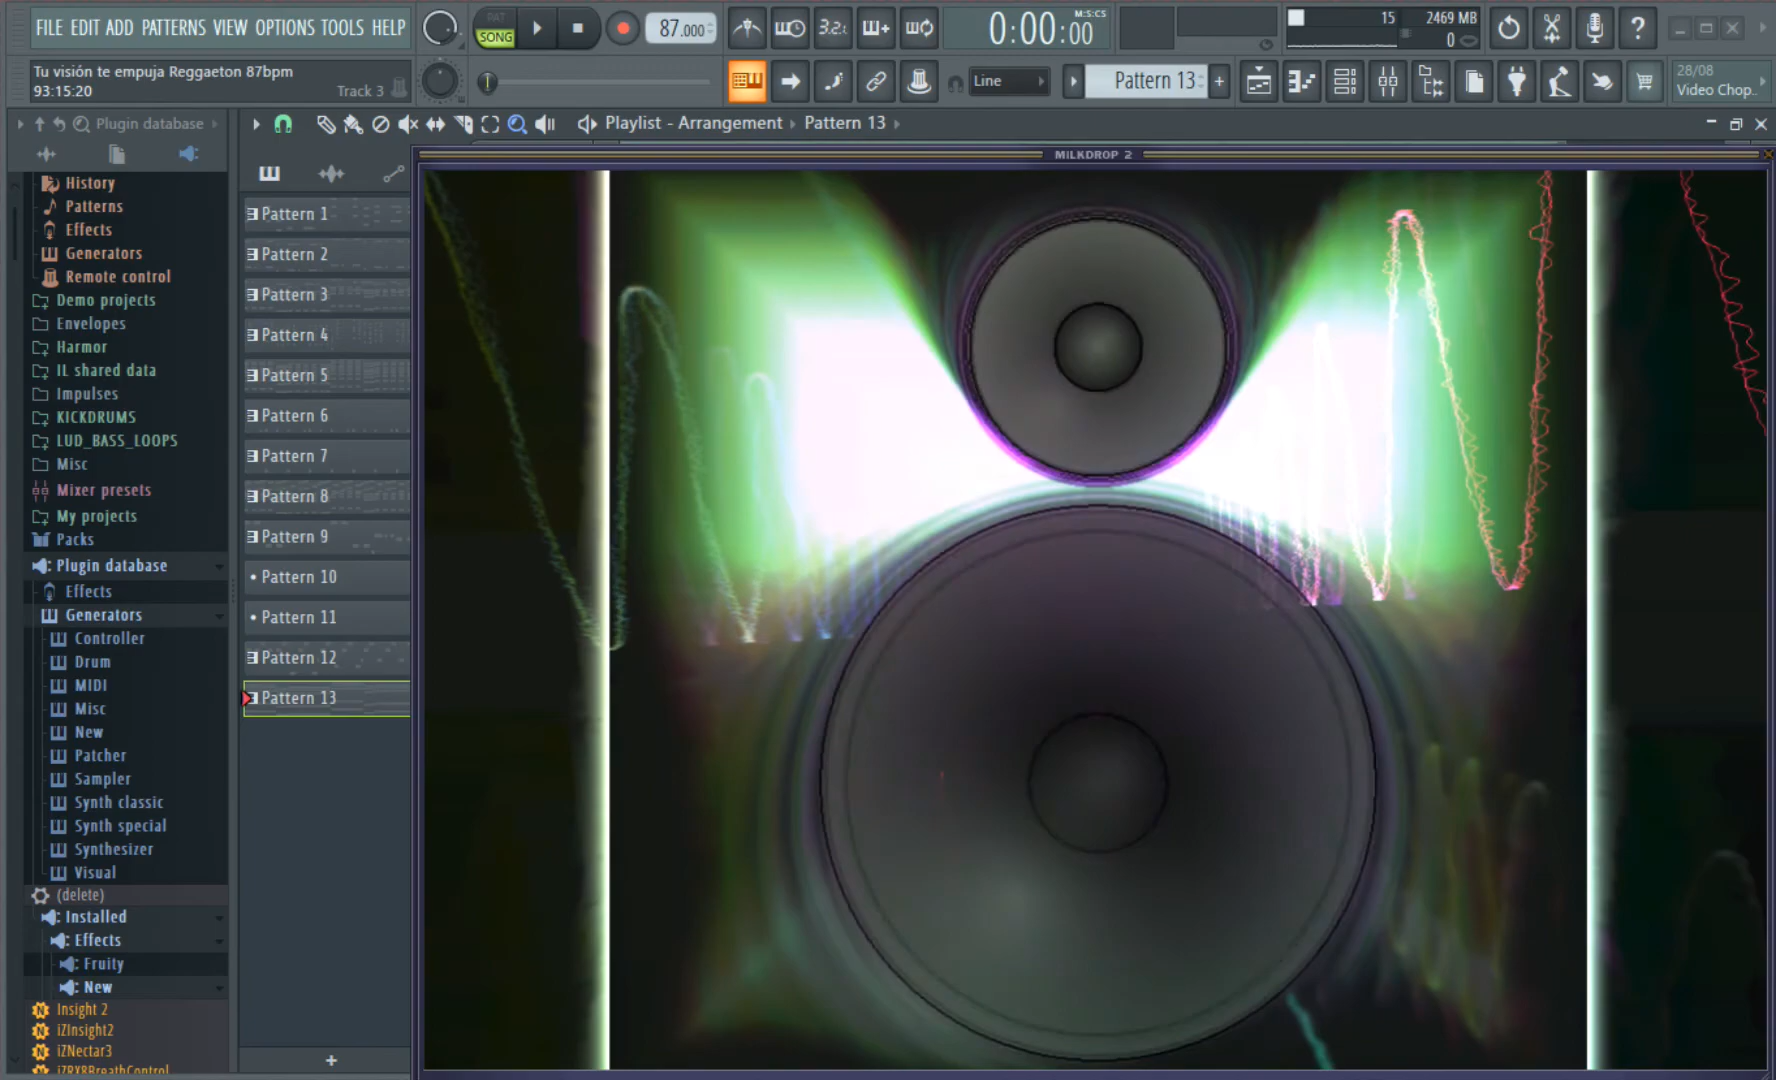 FILE EDIT ADD PATTERNS VIEW OPTIONS TOOLS HELP
PAT
SONG
87.000
3.2.
0:00:00
M:S:CS
15
2469 MB
0
?
Tu visión te empuja Reggaeton 87bpm
93:15:20
Track 3
Line
Pattern 13
+
28/08
Video Chop..
Plugin database
Playlist - Arrangement
Pattern 13
MILKDROP 2
History
Patterns
Effects
Generators
Remote control
Demo projects
Envelopes
Harmor
IL shared data
Impulses
KICKDRUMS
LUD_BASS_LOOPS
Misc
Mixer presets
My projects
Packs
Plugin database
Effects
Generators
Controller
Drum
MIDI
Misc
New
Patcher
Sampler
Synth classic
Synth special
Synthesizer
Visual
(delete)
Installed
Effects
Fruity
New
Insight 2
iZInsight2
iZNectar3
iZRX8BreathControl
Pattern 1
Pattern 2
Pattern 3
Pattern 4
Pattern 5
Pattern 6
Pattern 7
Pattern 8
Pattern 9
Pattern 10
Pattern 11
Pattern 12
Pattern 13
+